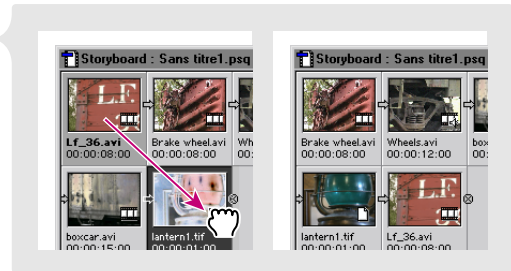 Storyboard : Sans titre1.psq
LF
Lf_36.avi
00:00:08:00
Brake wheel.avi
00:00:08:00
boxcar.avi
00:00:15:00
lantern1.tif
00:00:01:00
Storyboard : Sans titre1.psq
Brake wheel.avi
00:00:08:00
Wheels.avi
00:00:12:00
lantern1.tif
00:00:01:00
LF
Lf_36.avi
00:00:08:00